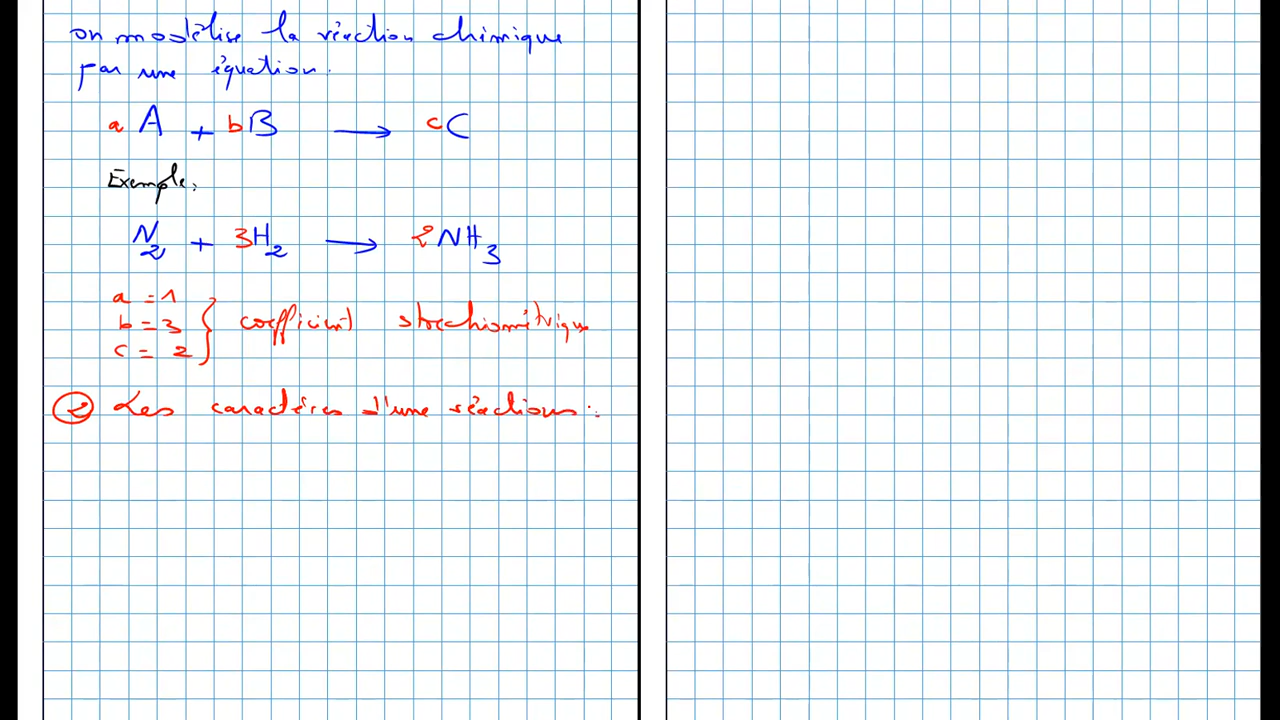 on modélise la réaction chimique
par une équation.
a A + b B → c C
Exemple:
N2 + 3H2 → 2NH3
a = 1
b = 3 } coefficient stœchiométrique
c = 2
② Les caractères d'une réactions :